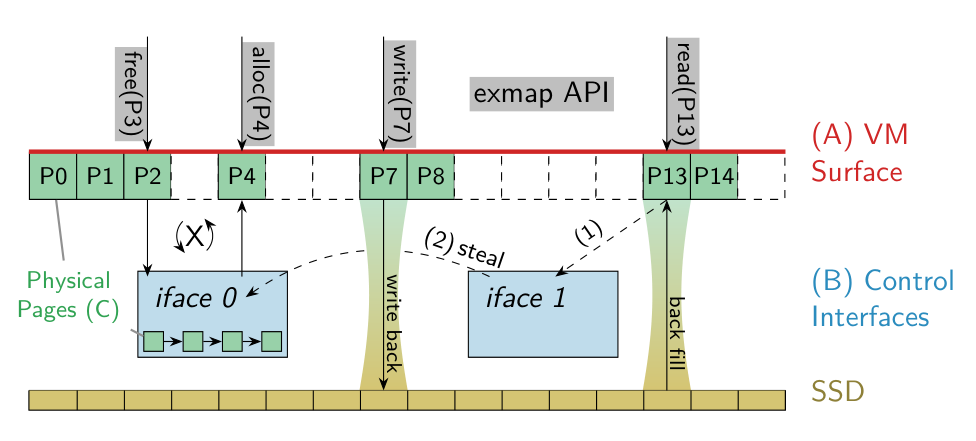 free(P3)
alloc(P4)
write(P7)
exmap API
read(P13)
(A) VM
Surface
P0
P1
P2
P4
P7
P8
P13
P14
X
(1)
(2) steal
Physical
Pages (C)
iface 0
iface 1
write back
back fill
(B) Control
Interfaces
SSD